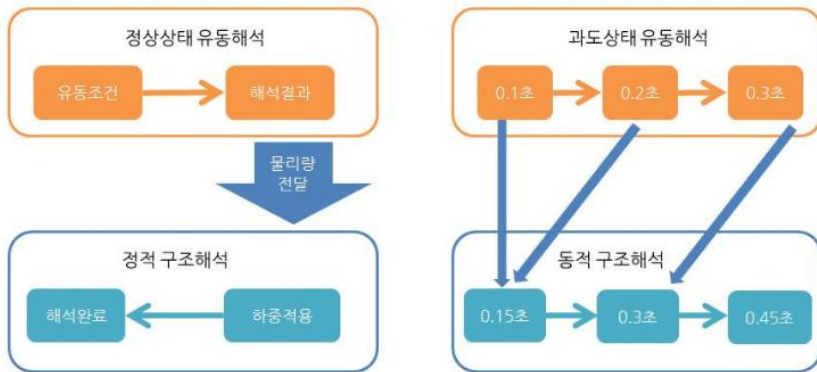 정상상태 유동해석
유동조건
해석결과
물리량
전달
정적 구조해석
해석완료
하중적용
과도상태 유동해석
0.1초
0.2초
0.3초
동적 구조해석
0.15초
0.3초
0.45초